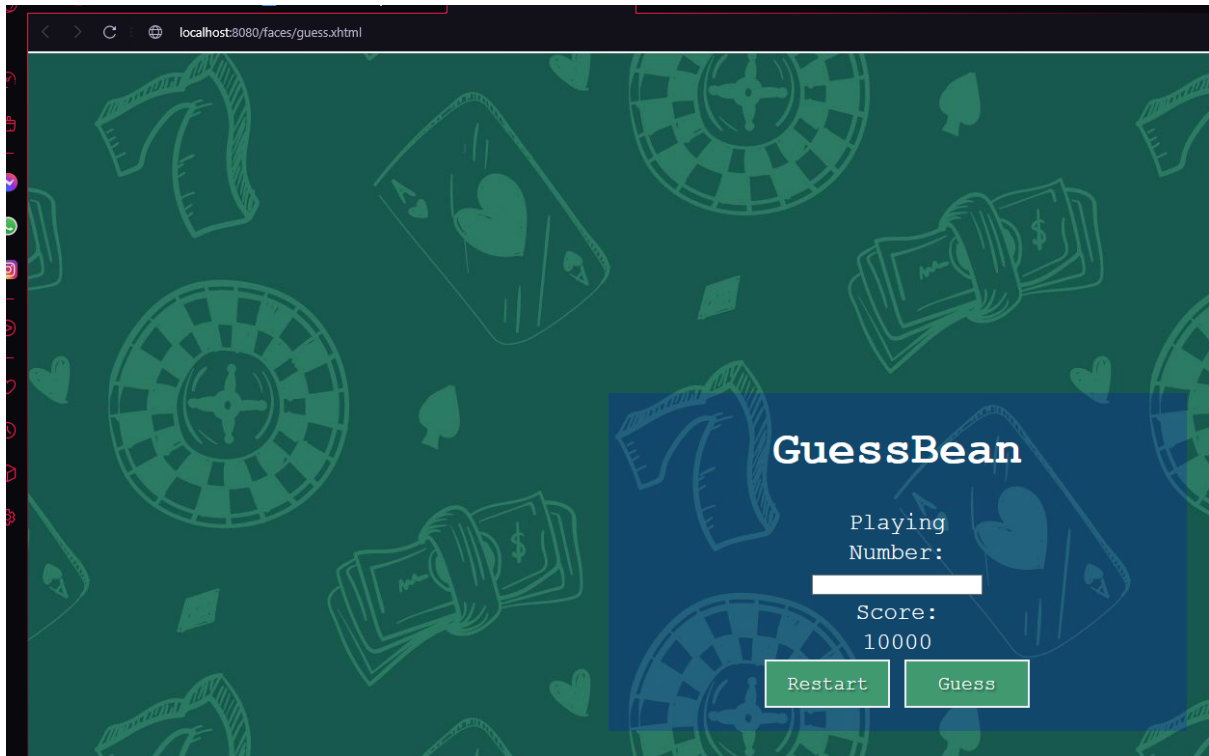 localhost:8080/faces/guess.xhtml
GuessBean
Playing
Number:
Score:
10000
Restart Guess